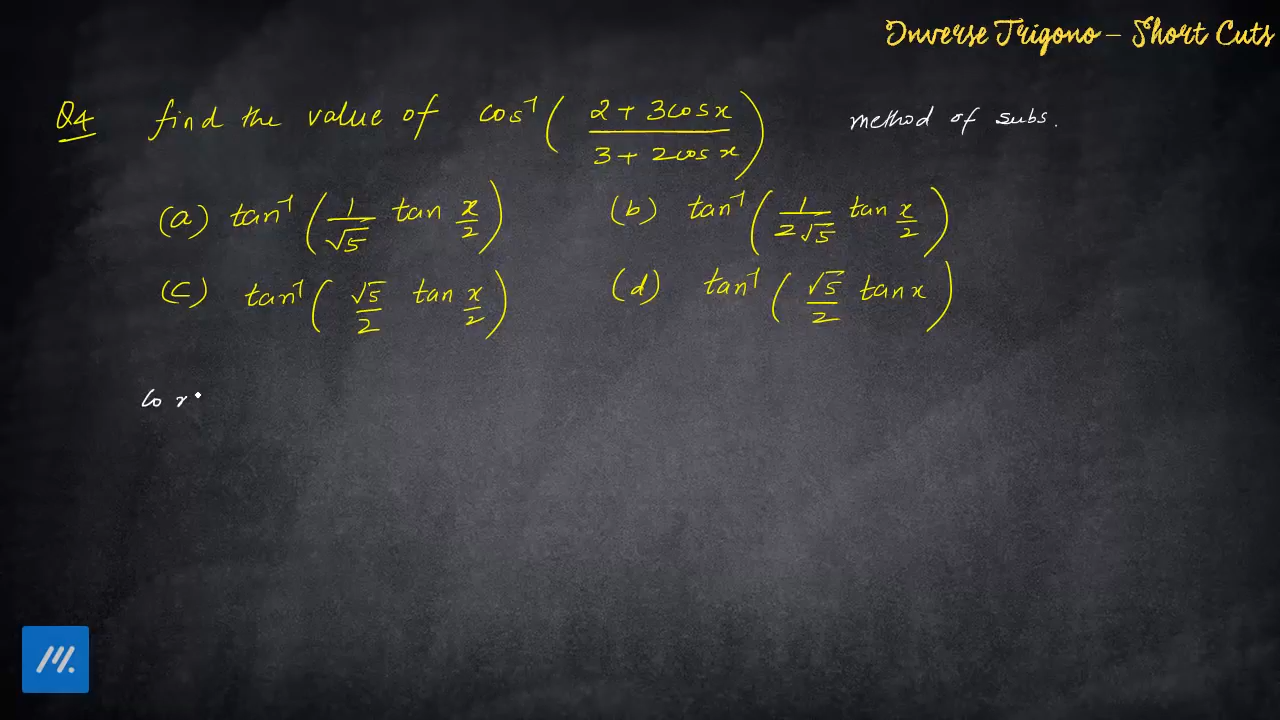 Inverse Trigono – Short Cuts
Q4 find the value of cos⁻¹ ( (2 + 3cosx) / (3 + 2cosx) ) method of subs.
(a) tan⁻¹ ( 1/√5 tan x/2 ) (b) tan⁻¹ ( 1/2√5 tan x/2 )
(c) tan⁻¹ ( √5/2 tan x/2 ) (d) tan⁻¹ ( √5/2 tan x )
M.